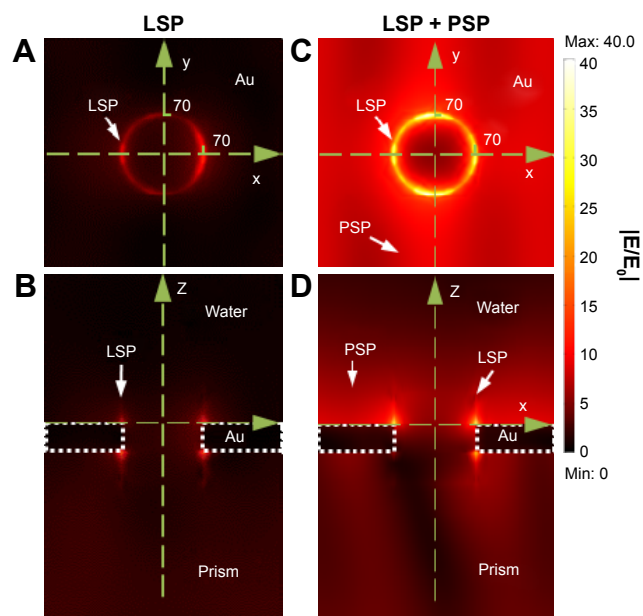 LSP
LSP + PSP
A
y
Au
LSP
70
70
x
C
y
Au
LSP
70
70
x
PSP
Max: 40.0
40
35
30
25
20
15
10
5
0
Min: 0
|E/E₀|
B
Z
Water
LSP
Au
Prism
D
Z
Water
PSP
LSP
x
Au
Prism